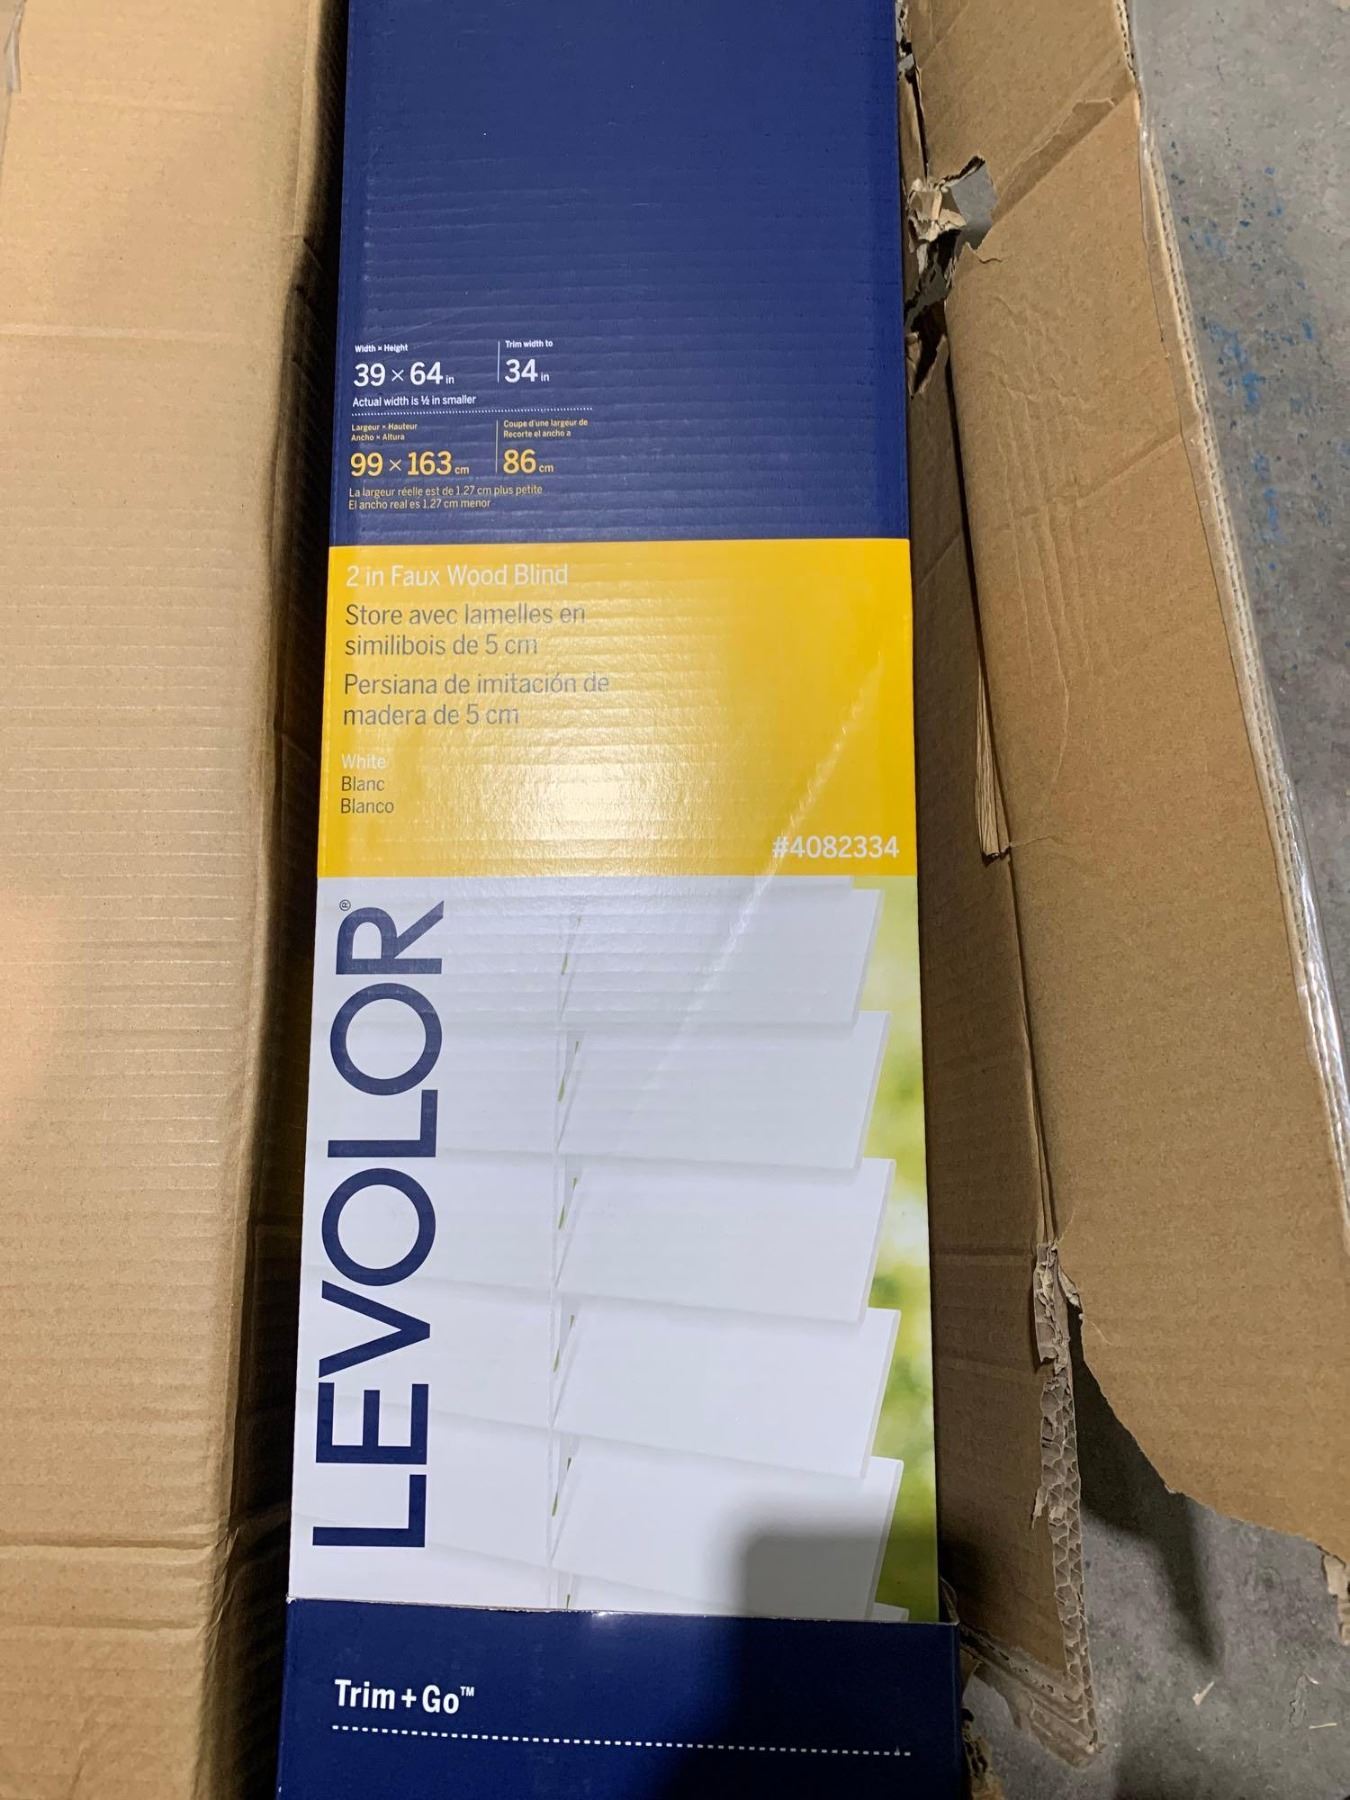 Width × Height
Trim width to
39 × 64 in
34 in
Actual width is ½ in smaller
Largeur × Hauteur
Ancho × Altura
Coupe d'une largeur de
Recorte el ancho a
99 × 163 cm
86 cm
La largeur réelle est de 1.27 cm plus petite
El ancho real es 1.27 cm menor
2 in Faux Wood Blind
Store avec lamelles en
similibois de 5 cm
Persiana de imitación de
madera de 5 cm
White
Blanc
Blanco
#4082334
LEVOLOR®
Trim+Go™